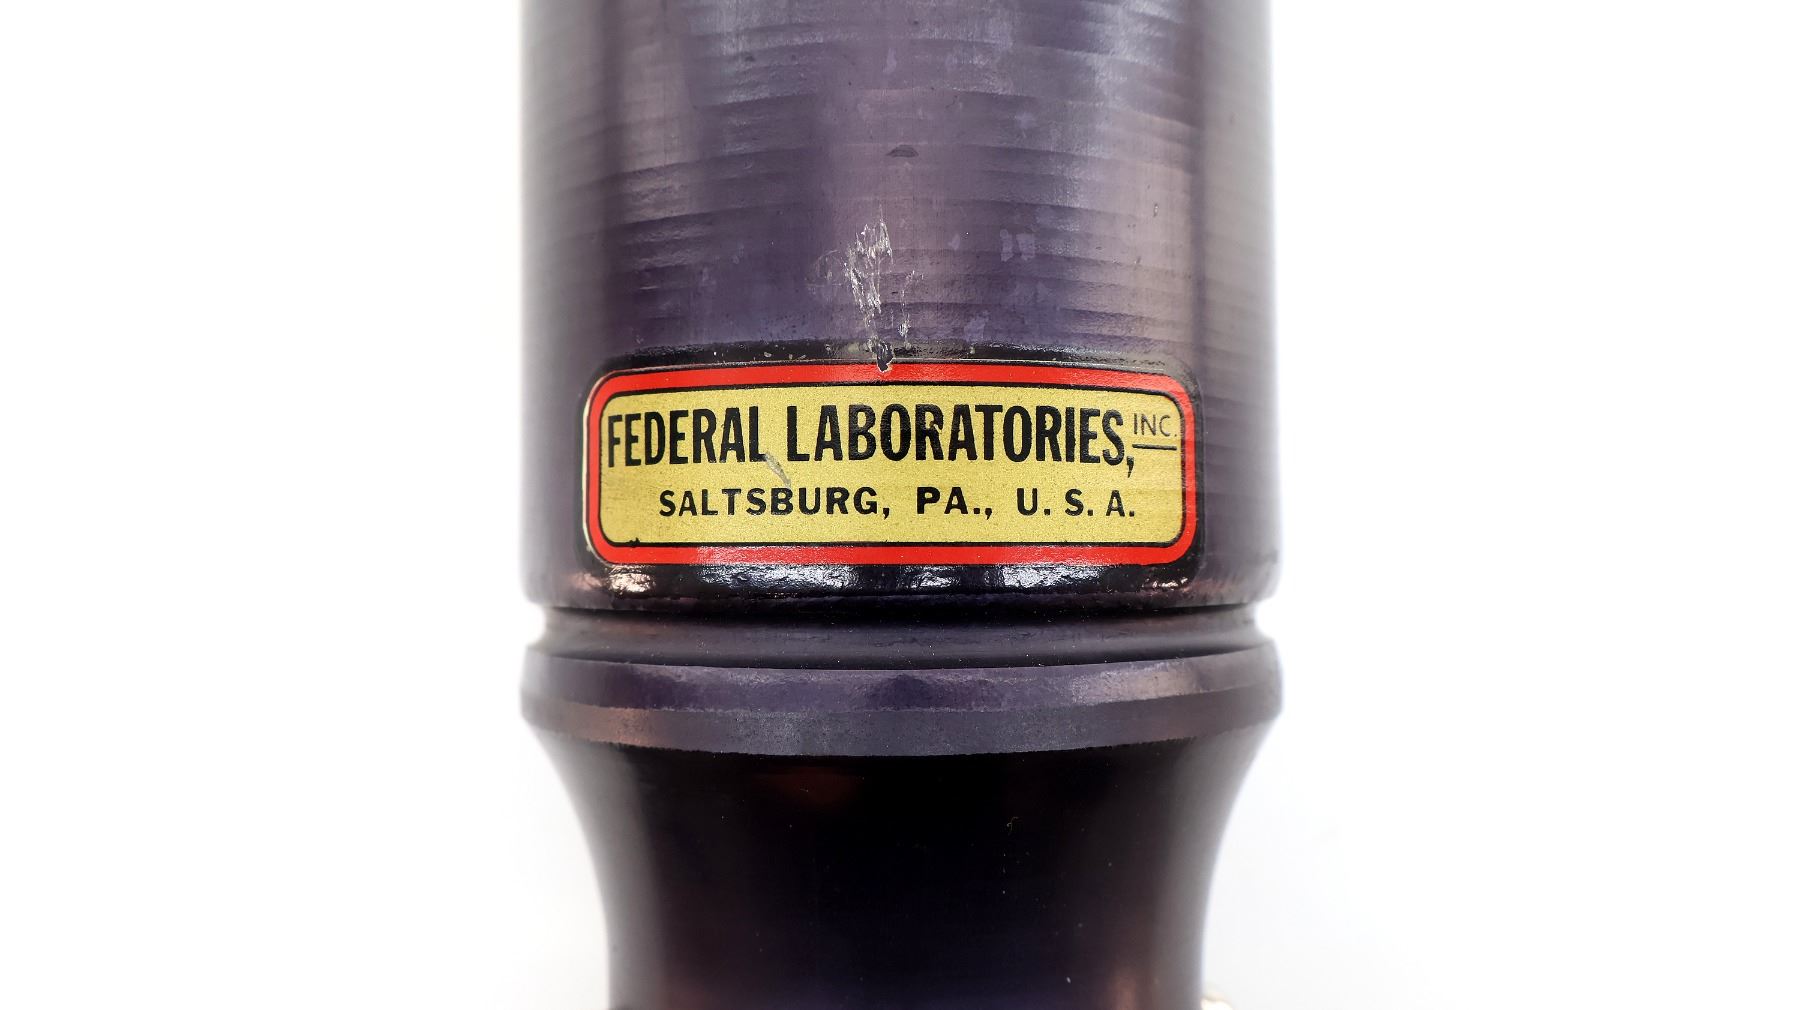 FEDERAL LABORATORIES, INC.
SALTSBURG, PA., U. S. A.